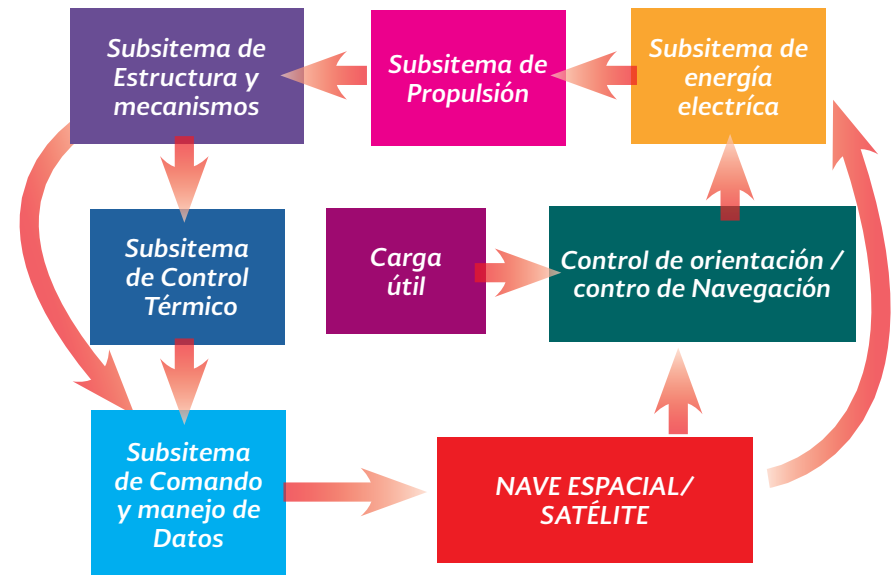 Subsitema de
Estructura y
mecanismos
Subsitema de
Propulsión
Subsitema de
energía
electríca
Subsitema
de Control
Térmico
Carga
útil
Control de orientación /
contro de Navegación
Subsitema
de Comando
y manejo de
Datos
NAVE ESPACIAL/
SATÉLITE